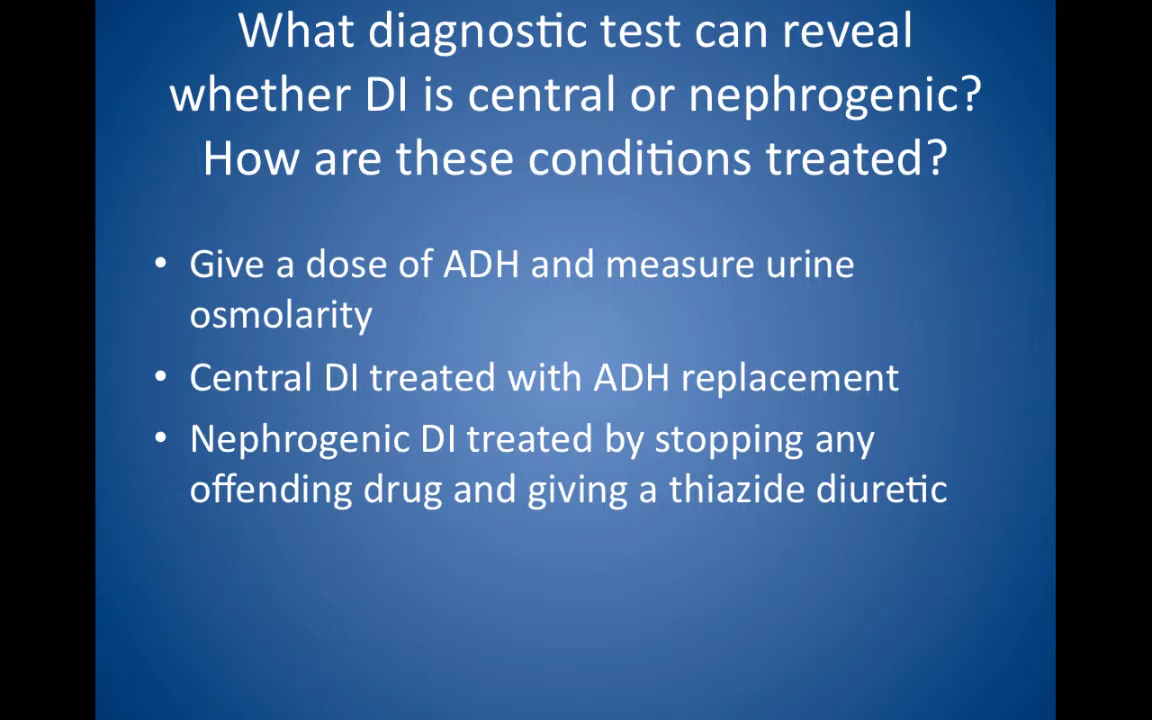 What diagnostic test can reveal
whether DI is central or nephrogenic?
How are these conditions treated?
• Give a dose of ADH and measure urine
osmolarity
• Central DI treated with ADH replacement
• Nephrogenic DI treated by stopping any
offending drug and giving a thiazide diuretic